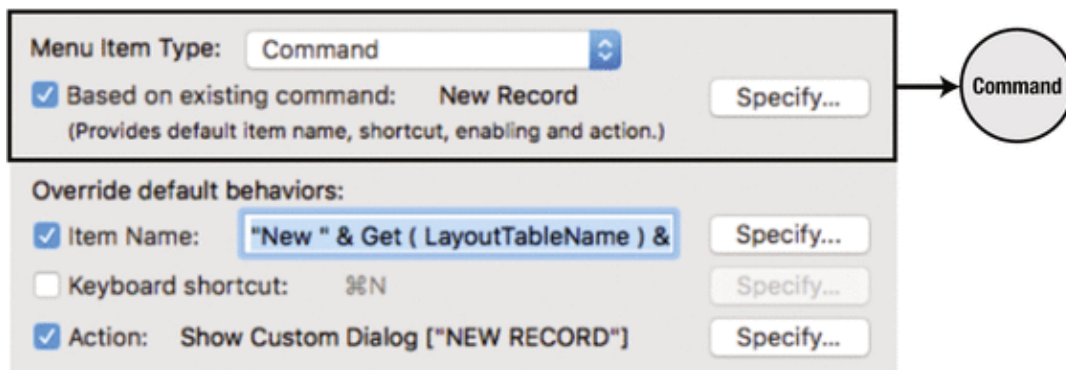 Menu Item Type: Command
Based on existing command: New Record Specify...
(Provides default item name, shortcut, enabling and action.)
Command
Override default behaviors:
Item Name: "New " & Get ( LayoutTableName ) & Specify...
Keyboard shortcut: ⌘N Specify...
Action: Show Custom Dialog ["NEW RECORD"] Specify...